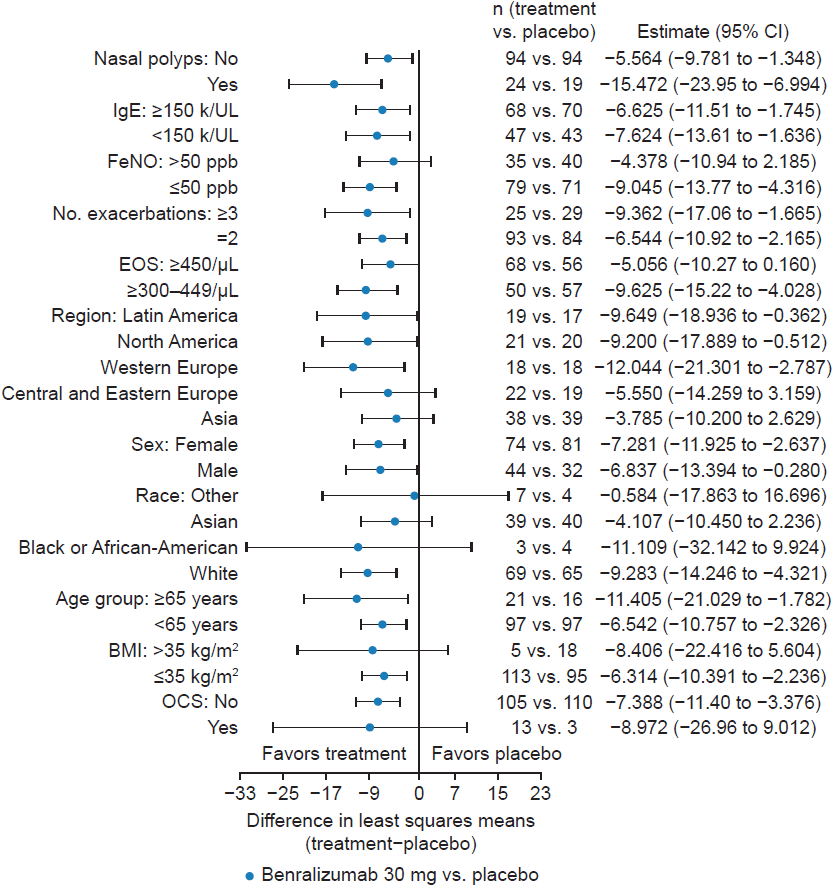 n (treatment
vs. placebo) Estimate (95% CI)
Nasal polyps: No 94 vs. 94 −5.564 (−9.781 to −1.348)
Yes 24 vs. 19 −15.472 (−23.95 to −6.994)
IgE: ≥150 k/UL 68 vs. 70 −6.625 (−11.51 to −1.745)
<150 k/UL 47 vs. 43 −7.624 (−13.61 to −1.636)
FeNO: >50 ppb 35 vs. 40 −4.378 (−10.94 to 2.185)
≤50 ppb 79 vs. 71 −9.045 (−13.77 to −4.316)
No. exacerbations: ≥3 25 vs. 29 −9.362 (−17.06 to −1.665)
=2 93 vs. 84 −6.544 (−10.92 to −2.165)
EOS: ≥450/µL 68 vs. 56 −5.056 (−10.27 to 0.160)
≥300–449/µL 50 vs. 57 −9.625 (−15.22 to −4.028)
Region: Latin America 19 vs. 17 −9.649 (−18.936 to −0.362)
North America 21 vs. 20 −9.200 (−17.889 to −0.512)
Western Europe 18 vs. 18 −12.044 (−21.301 to −2.787)
Central and Eastern Europe 22 vs. 19 −5.550 (−14.259 to 3.159)
Asia 38 vs. 39 −3.785 (−10.200 to 2.629)
Sex: Female 74 vs. 81 −7.281 (−11.925 to −2.637)
Male 44 vs. 32 −6.837 (−13.394 to −0.280)
Race: Other 7 vs. 4 −0.584 (−17.863 to 16.696)
Asian 39 vs. 40 −4.107 (−10.450 to 2.236)
Black or African-American 3 vs. 4 −11.109 (−32.142 to 9.924)
White 69 vs. 65 −9.283 (−14.246 to −4.321)
Age group: ≥65 years 21 vs. 16 −11.405 (−21.029 to −1.782)
<65 years 97 vs. 97 −6.542 (−10.757 to −2.326)
BMI: >35 kg/m² 5 vs. 18 −8.406 (−22.416 to 5.604)
≤35 kg/m² 113 vs. 95 −6.314 (−10.391 to –2.236)
OCS: No 105 vs. 110 −7.388 (−11.40 to −3.376)
Yes 13 vs. 3 −8.972 (−26.96 to 9.012)
Favors treatment Favors placebo
−33 −25 −17 −9 0 7 15 23
Difference in least squares means
(treatment−placebo)
Benralizumab 30 mg vs. placebo